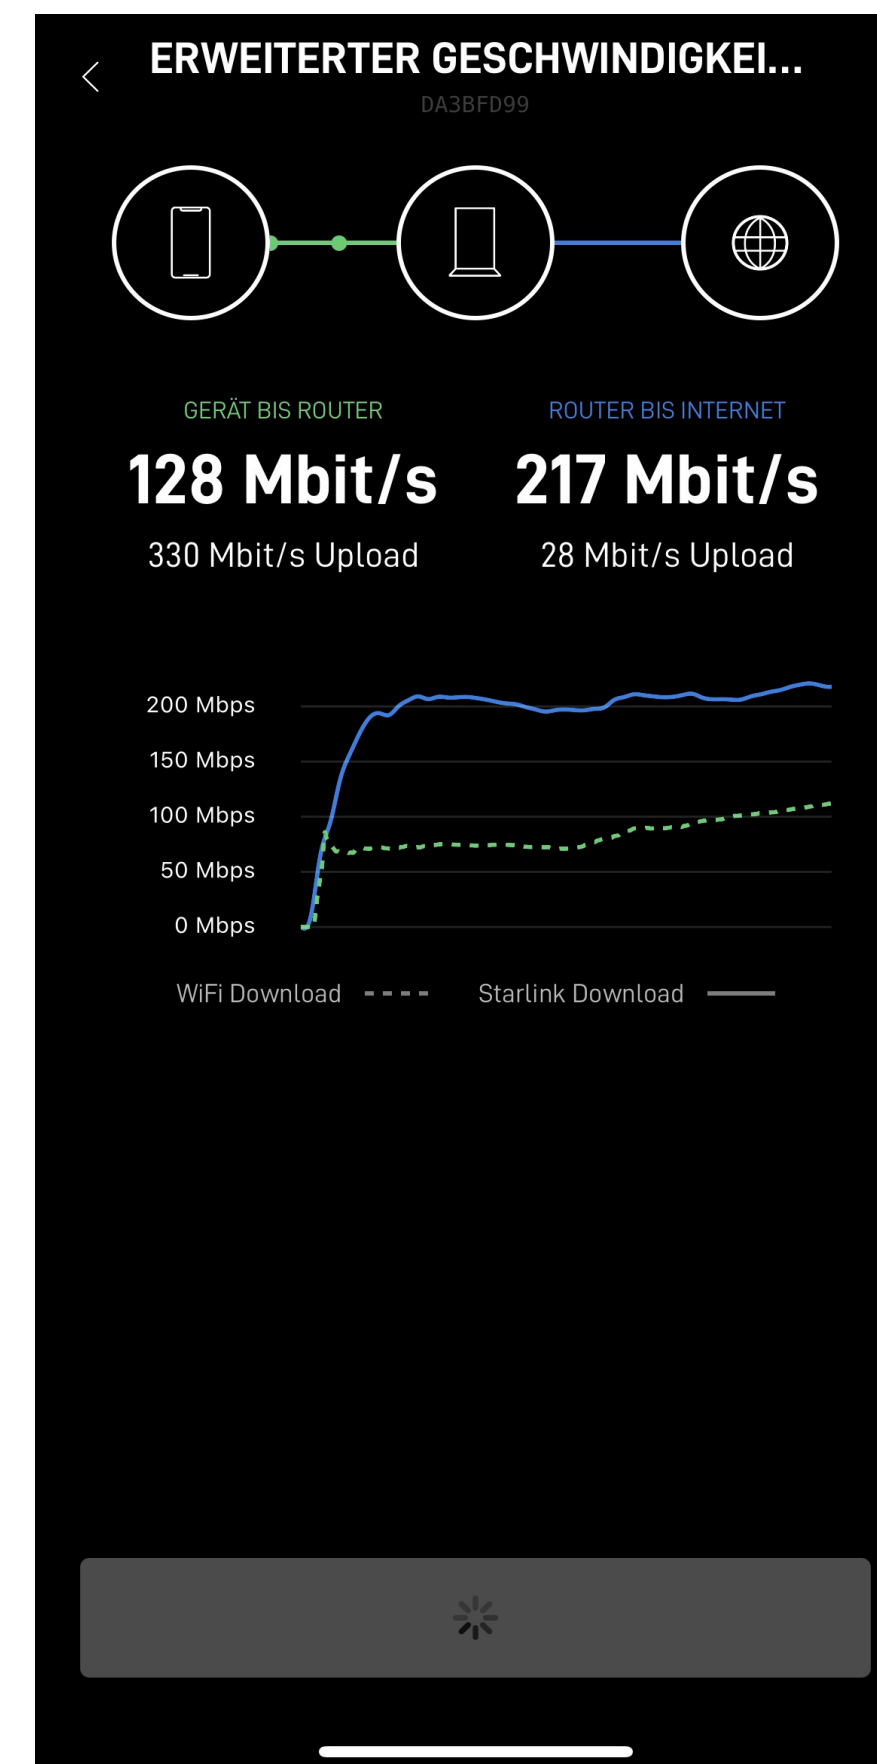 ERWEITERTER GESCHWINDIGKEI...
DA3BFD99
GERÄT BIS ROUTER
128 Mbit/s
330 Mbit/s Upload
ROUTER BIS INTERNET
217 Mbit/s
28 Mbit/s Upload
200 Mbps
150 Mbps
100 Mbps
50 Mbps
0 Mbps
WiFi Download
Starlink Download